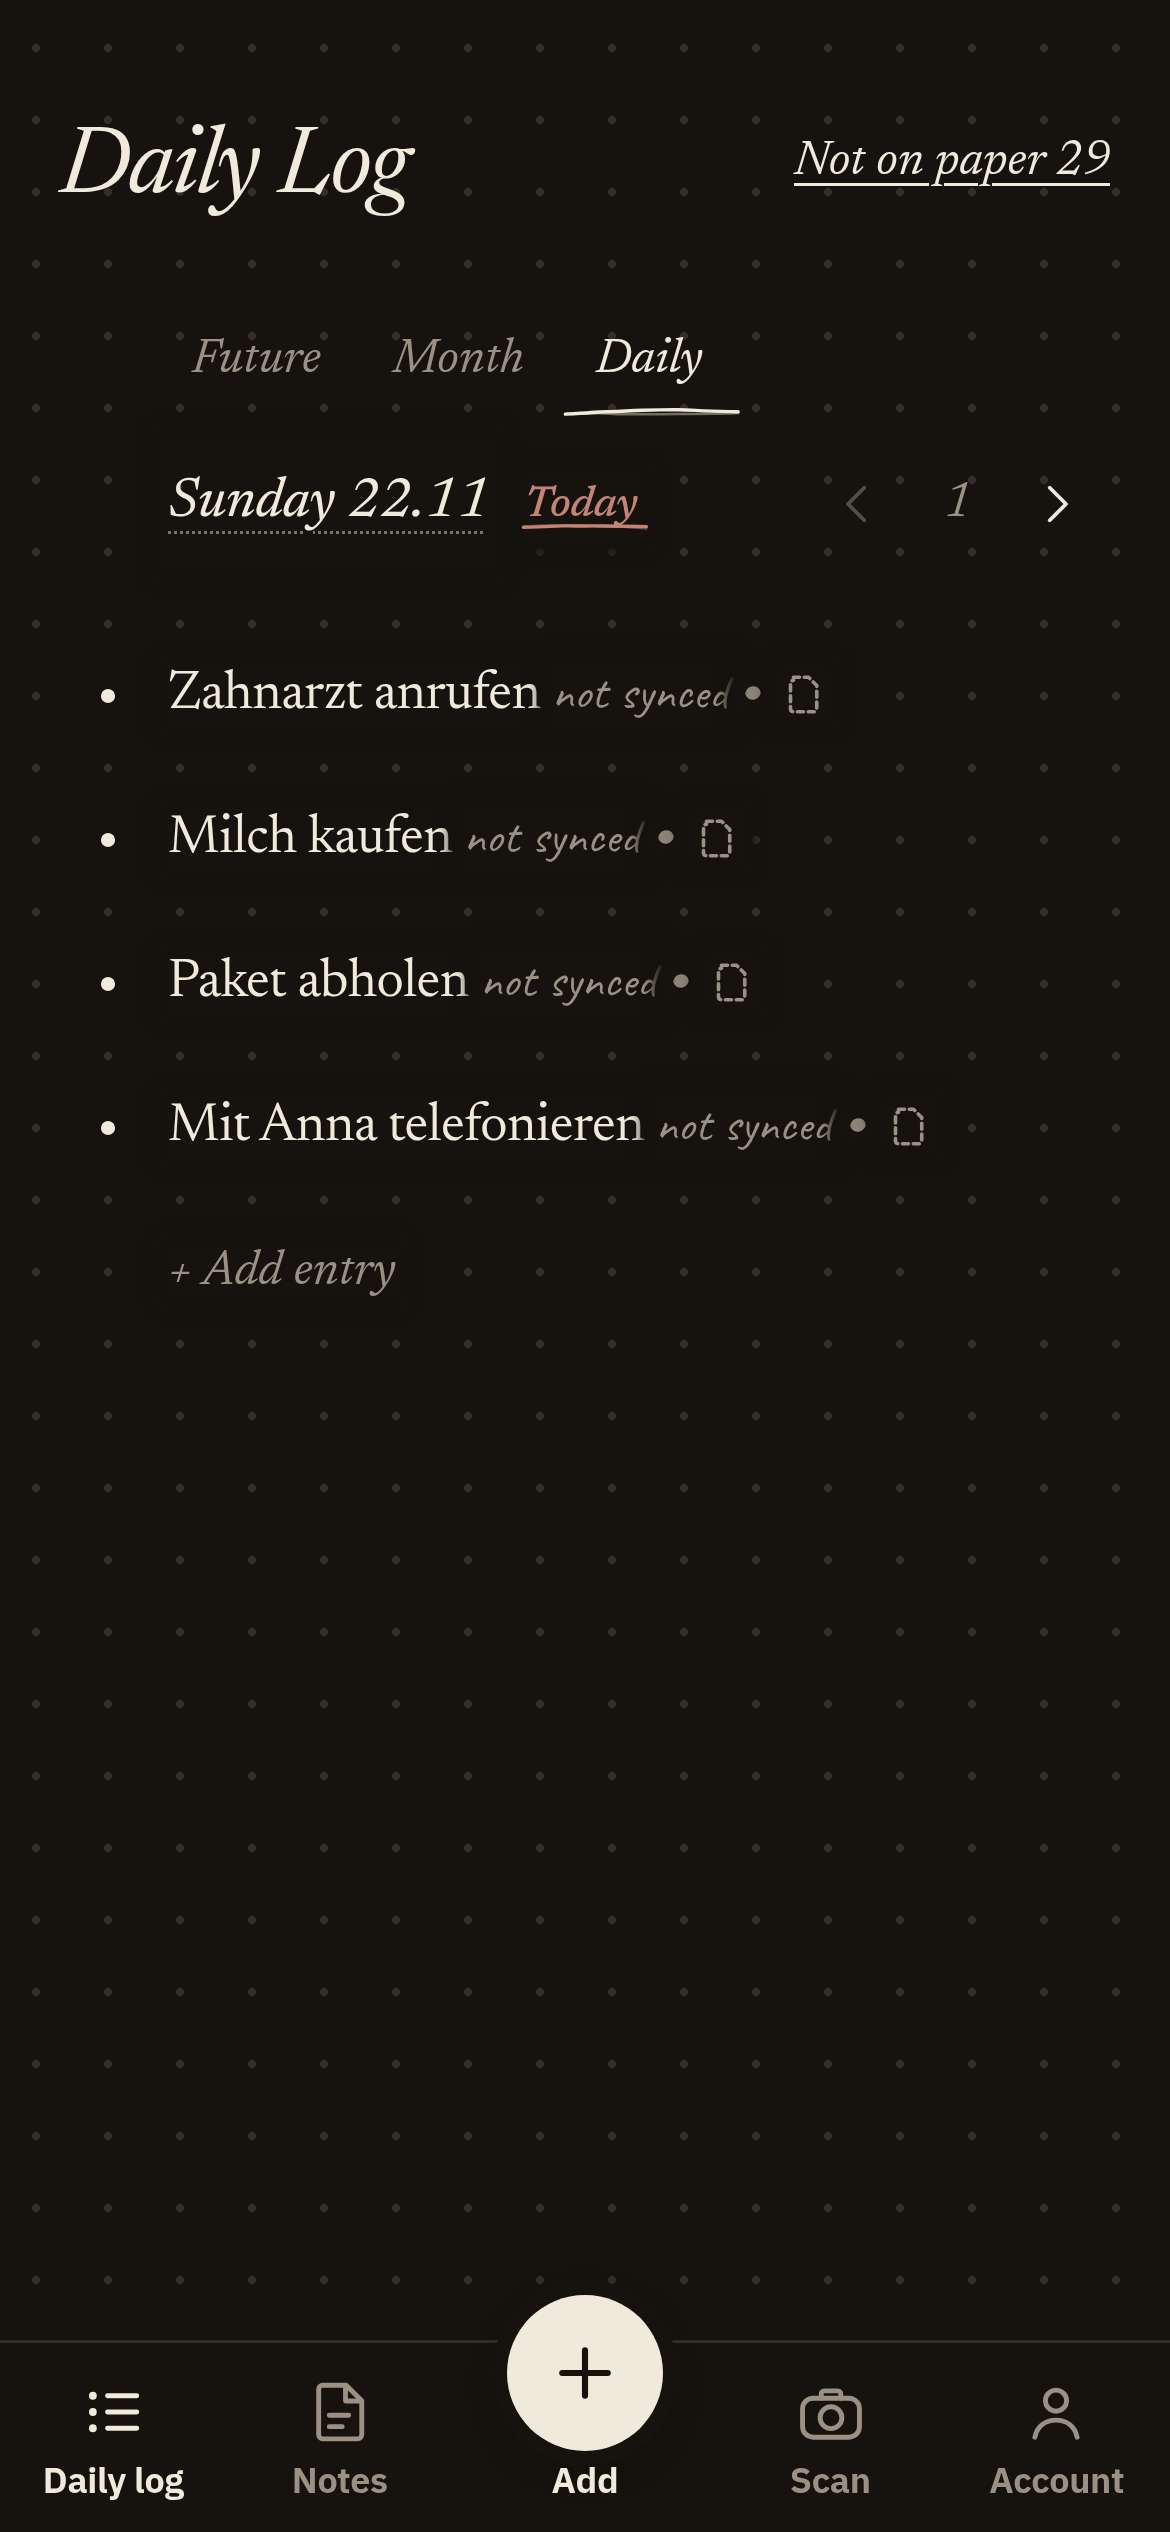 Daily Log
Not on paper 29
Future Month Daily
Sunday 22.11 Today 1
• Zahnarzt anrufen not synced •
• Milch kaufen not synced •
• Paket abholen not synced •
• Mit Anna telefonieren not synced •
+ Add entry
Daily log Notes Add Scan Account